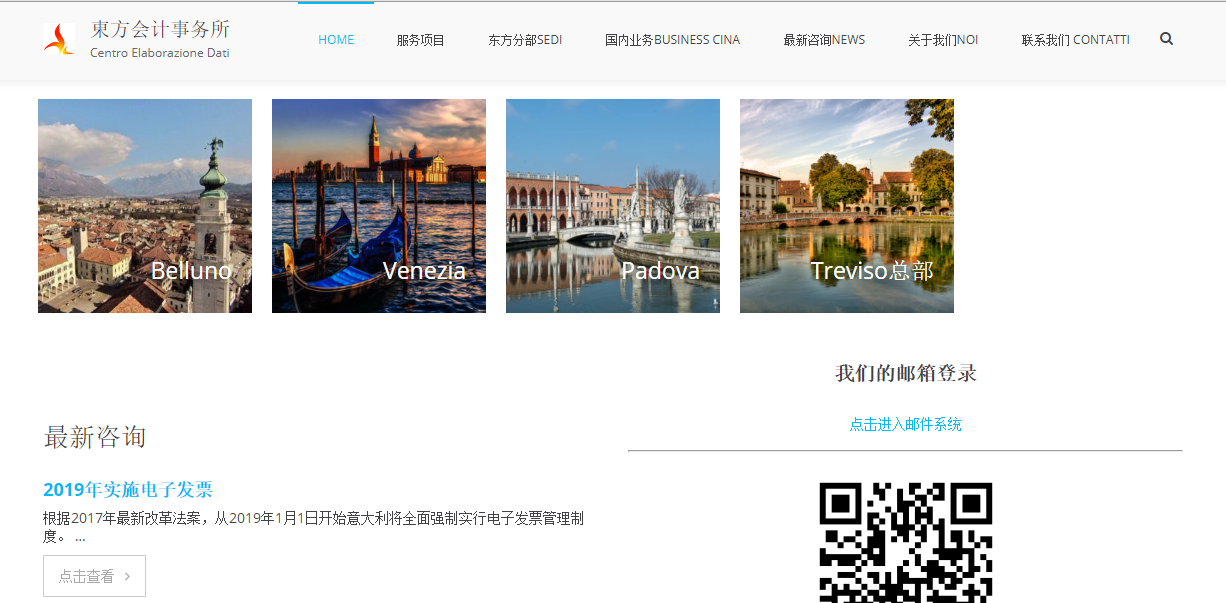 東方会计事务所
Centro Elaborazione Dati
HOME
服务项目
东方分部SEDI
国内业务BUSINESS CINA
最新咨询NEWS
关于我们NOI
联系我们 CONTATTI
Belluno
Venezia
Padova
Treviso总部
我们的邮箱登录
点击进入邮件系统
最新咨询
2019年实施电子发票
根据2017年最新改革法案，从2019年1月1日开始意大利将全面强制实行电子发票管理制
度。 ...
点击查看